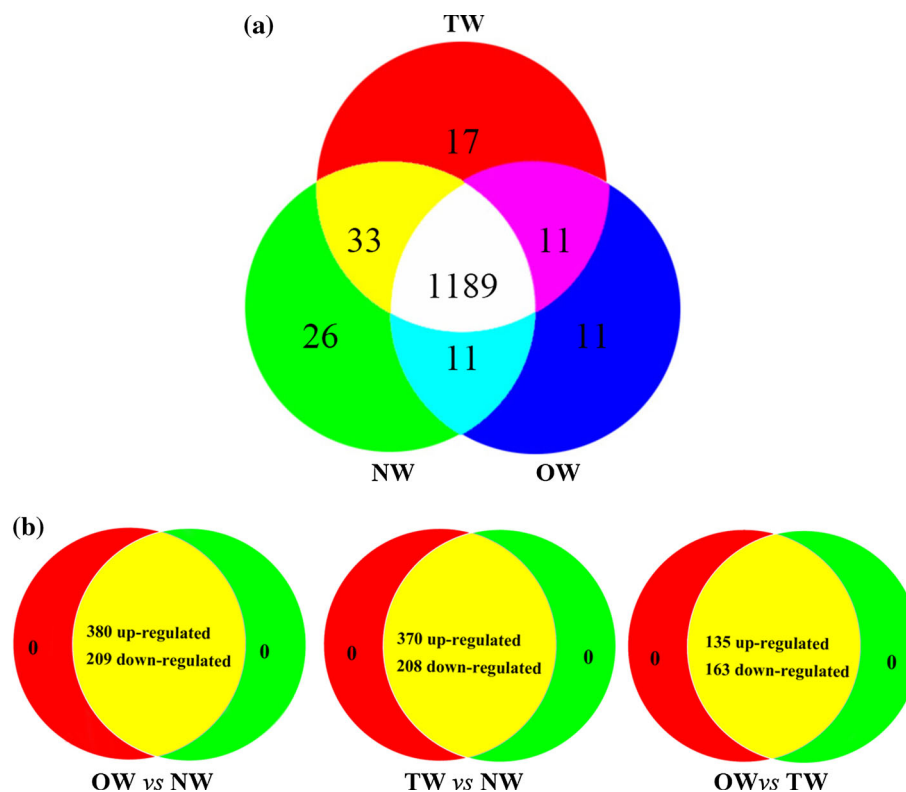 (a)
TW
17
33
11
1189
26
11
11
NW
OW
(b)
0
380 up-regulated
209 down-regulated
0
OW vs NW
0
370 up-regulated
208 down-regulated
0
TW vs NW
0
135 up-regulated
163 down-regulated
0
OWvs TW